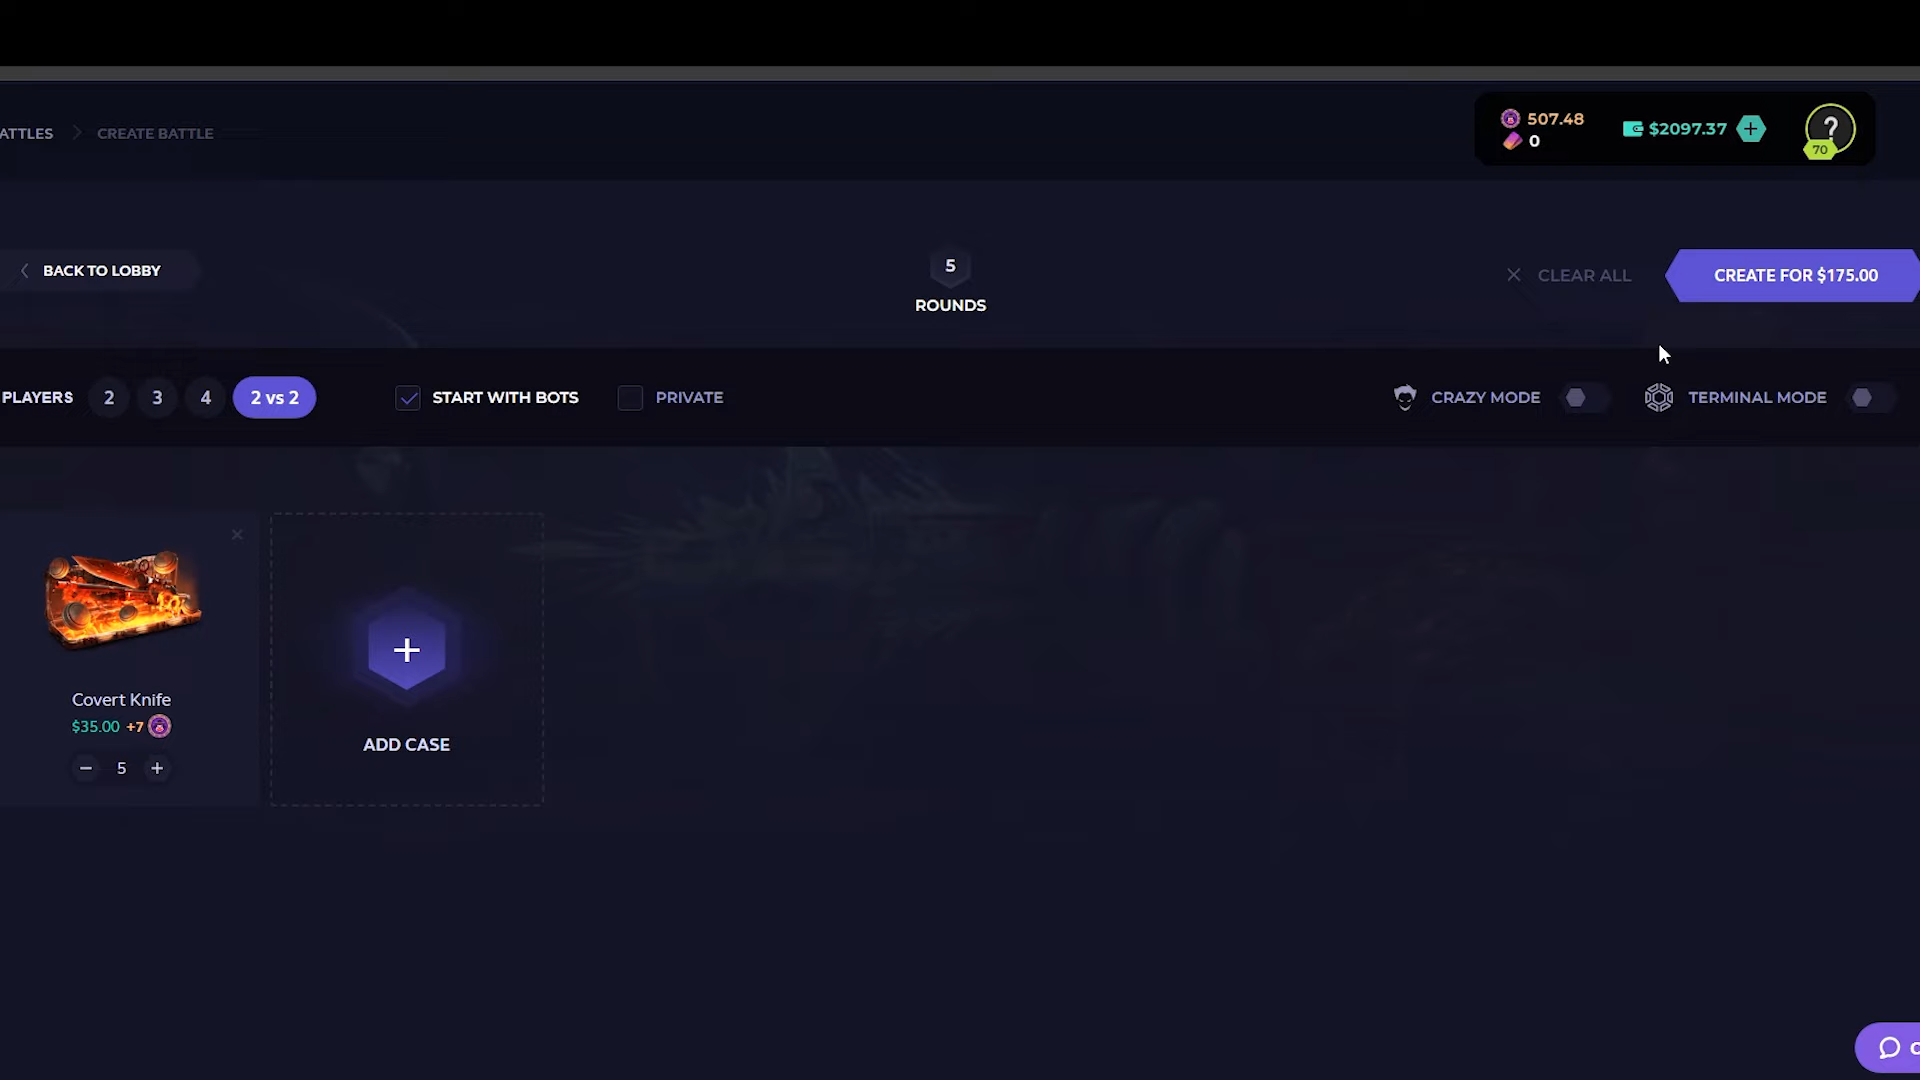 507.48
0
$2097.37
?
70
ATTLES
CREATE BATTLE
BACK TO LOBBY
5
ROUNDS
CLEAR ALL
CREATE FOR $175.00
PLAYERS
2
3
4
2 vs 2
START WITH BOTS
PRIVATE
CRAZY MODE
TERMINAL MODE
Covert Knife
$35.00 +7
5
ADD CASE